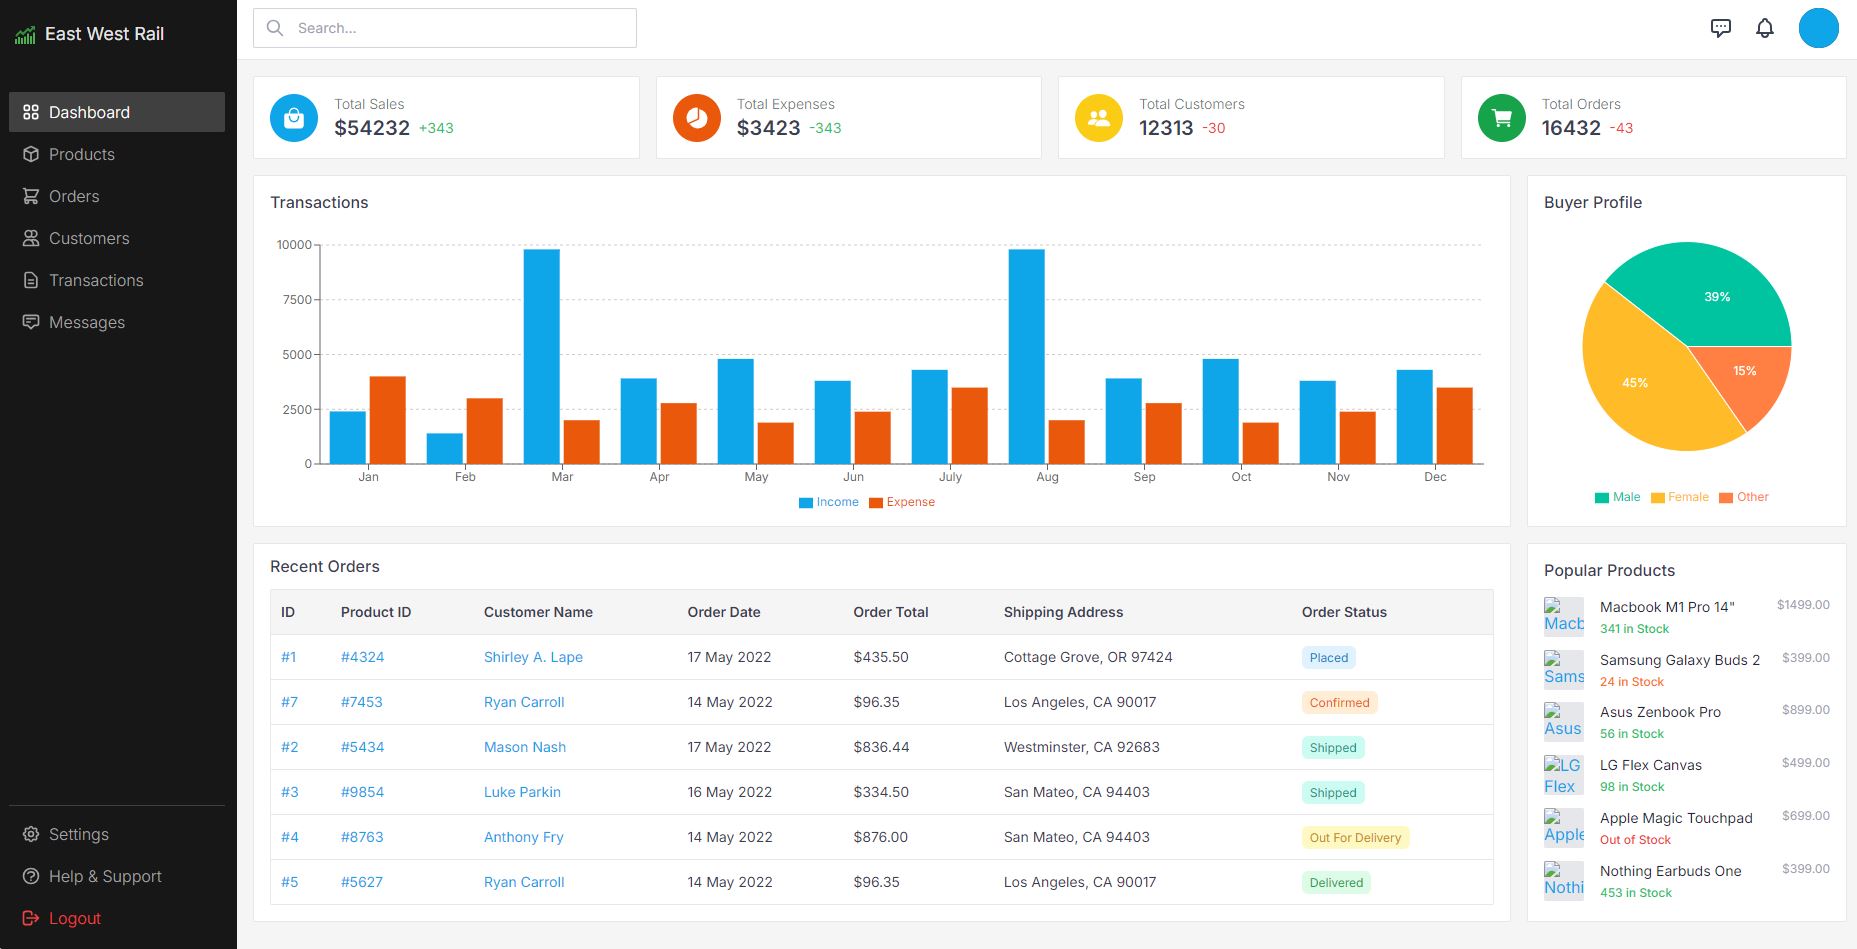 East West Rail
Search...
Dashboard
Products
Orders
Customers
Transactions
Messages
Settings
Help & Support
Logout
Total Sales
$54232 +343
Total Expenses
$3423 -343
Total Customers
12313 -30
Total Orders
16432 -43
Transactions
10000
7500
5000
2500
0
Jan Feb Mar Apr May Jun July Aug Sep Oct Nov Dec
Income Expense
Buyer Profile
39%
45%
15%
Male Female Other
Recent Orders
ID Product ID Customer Name Order Date Order Total Shipping Address Order Status
#1 #4324 Shirley A. Lape 17 May 2022 $435.50 Cottage Grove, OR 97424 Placed
#7 #7453 Ryan Carroll 14 May 2022 $96.35 Los Angeles, CA 90017 Confirmed
#2 #5434 Mason Nash 17 May 2022 $836.44 Westminster, CA 92683 Shipped
#3 #9854 Luke Parkin 16 May 2022 $334.50 San Mateo, CA 94403 Shipped
#4 #8763 Anthony Fry 14 May 2022 $876.00 San Mateo, CA 94403 Out For Delivery
#5 #5627 Ryan Carroll 14 May 2022 $96.35 Los Angeles, CA 90017 Delivered
Popular Products
Macb Macbook M1 Pro 14" $1499.00
341 in Stock
Sams Samsung Galaxy Buds 2 $399.00
24 in Stock
Asus Asus Zenbook Pro $899.00
56 in Stock
LG Flex LG Flex Canvas $499.00
98 in Stock
Apple Apple Magic Touchpad $699.00
Out of Stock
Nothi Nothing Earbuds One $399.00
453 in Stock